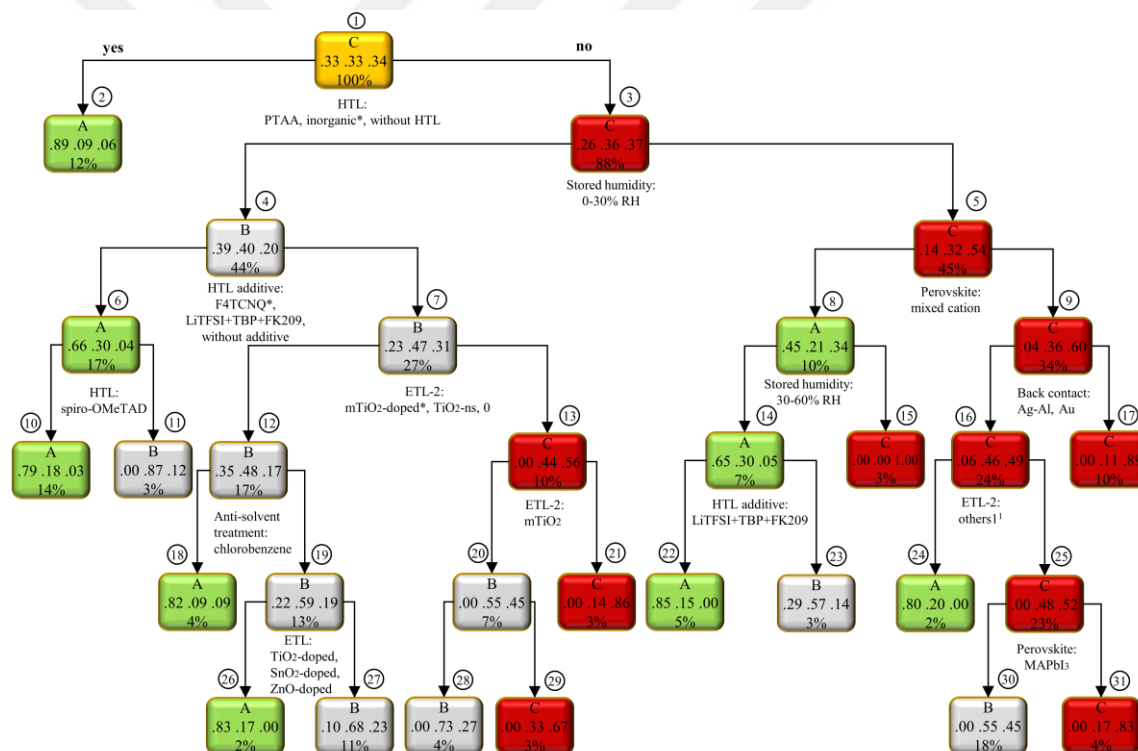 ①
yes
C
no
.33 .33 .34
100%
②
③
HTL:
PTAA, inorganic*, without HTL
A
.89 .09 .06
12%
C
.26 .36 .37
88%
Stored humidity:
0-30% RH
④
⑤
B
.39 .40 .20
44%
C
.14 .32 .54
45%
HTL additive:
F4TCNQ*,
LiTFSI+TBP+FK209,
without additive
Perovskite:
mixed cation
⑥
⑦
⑧
⑨
A
.66 .30 .04
17%
B
.23 .47 .31
27%
A
.45 .21 .34
10%
C
.04 .36 .60
34%
HTL:
spiro-OMeTAD
ETL-2:
mTiO2-doped*, TiO2-ns, 0
Stored humidity:
30-60% RH
Back contact:
Ag-Al, Au
⑩
⑪
⑫
⑬
⑭
⑮
⑯
⑰
A
.79 .18 .03
14%
B
.00 .87 .12
3%
B
.35 .48 .17
17%
C
.00 .44 .56
10%
A
.65 .30 .05
7%
C
.00 .00 1.00
3%
C
.06 .46 .49
24%
C
.00 .11 .89
10%
Anti-solvent
treatment:
chlorobenzene
ETL-2:
mTiO2
HTL additive:
LiTFSI+TBP+FK209
ETL-2:
others1¹
⑱
⑲
⑳
㉑
㉒
㉓
㉔
㉕
A
.82 .09 .09
4%
B
.22 .59 .19
13%
B
.00 .55 .45
7%
C
.00 .14 .86
3%
A
.85 .15 .00
5%
B
.29 .57 .14
3%
A
.80 .20 .00
2%
C
.00 .48 .52
23%
ETL:
TiO2-doped,
SnO2-doped,
ZnO-doped
Perovskite:
MAPbI3
㉖
㉗
㉘
㉙
㉚
㉛
A
.83 .17 .00
2%
B
.10 .68 .23
11%
B
.00 .73 .27
4%
C
.00 .33 .67
3%
B
.00 .55 .45
18%
C
.00 .17 .83
4%